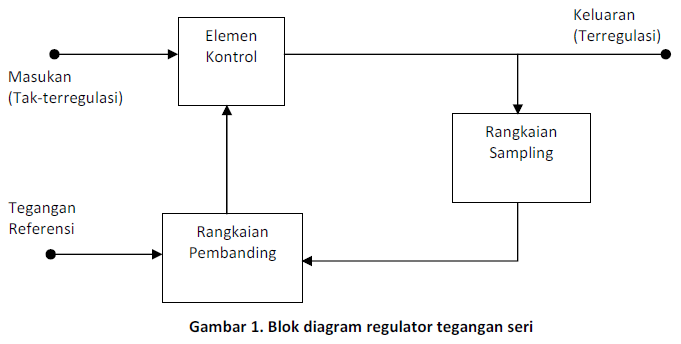 Keluaran
(Terregulasi)
Elemen
Kontrol
Masukan
(Tak-terregulasi)
Rangkaian
Sampling
Tegangan
Referensi
Rangkaian
Pembanding
Gambar 1. Blok diagram regulator tegangan seri